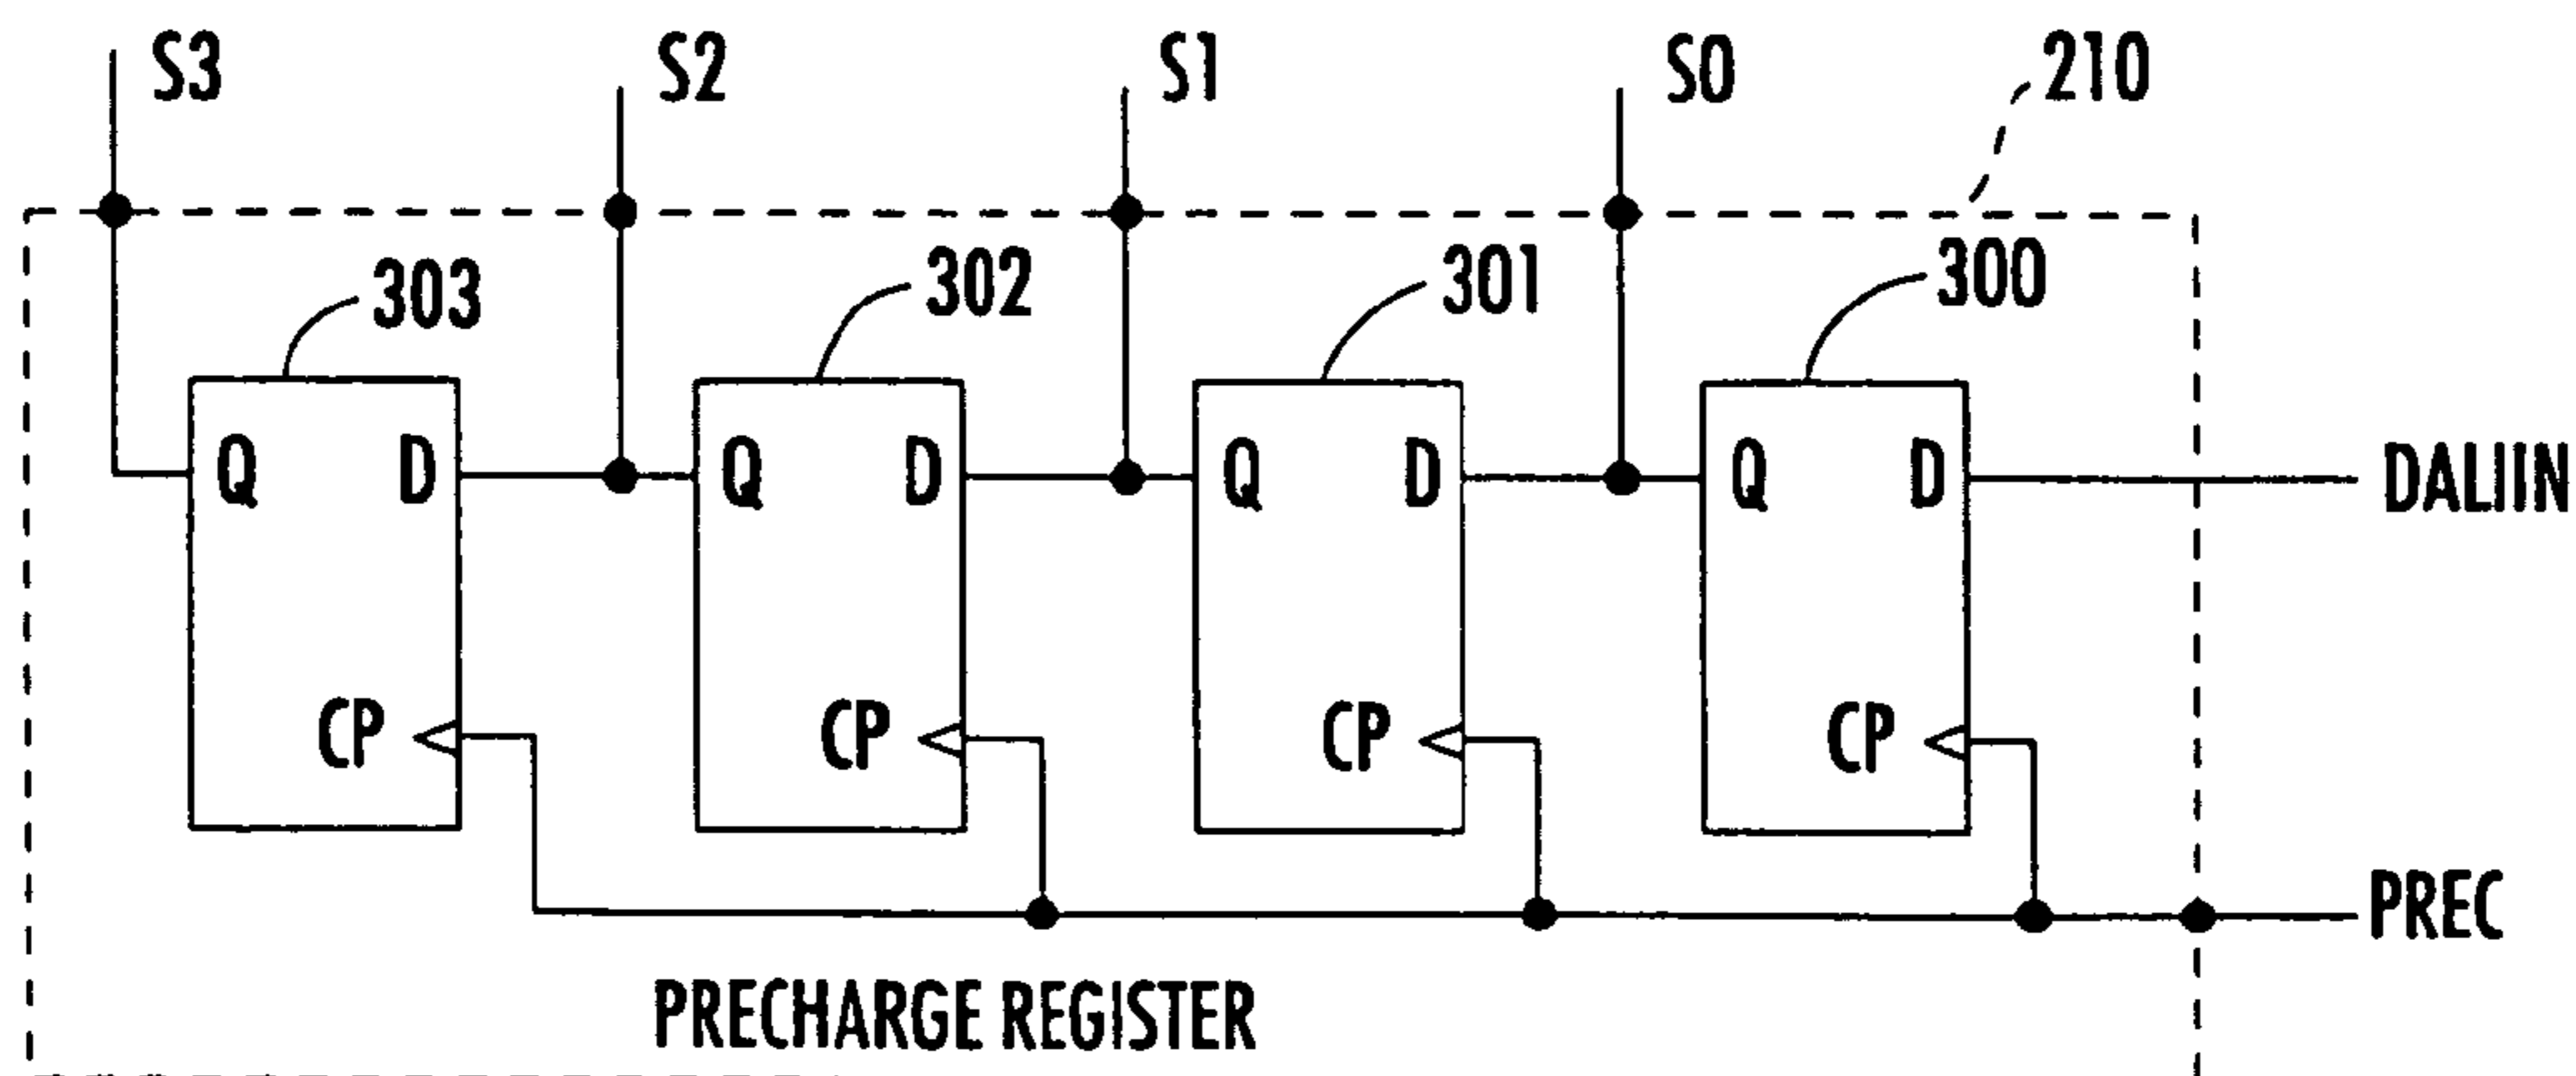 S3 S2 S1 S0 210
303 302 301 300
Q D Q D Q D Q D DALIIN
CP CP CP CP
PREC
PRECHARGE REGISTER